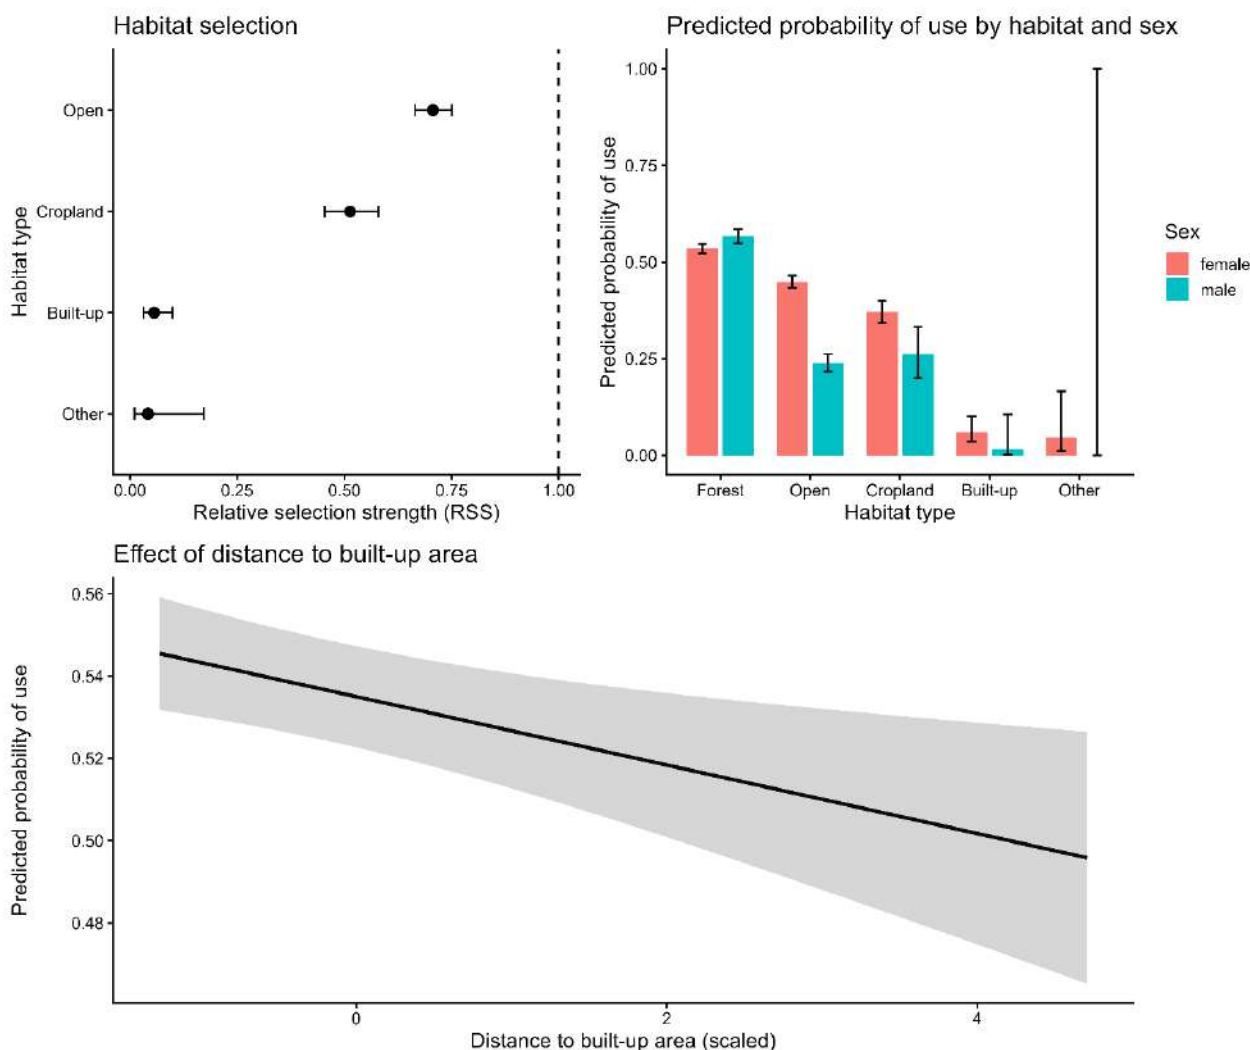 Habitat selection
Habitat type
Open
Cropland
Built-up
Other
0.00 0.25 0.50 0.75 1.00
Relative selection strength (RSS)
Predicted probability of use by habitat and sex
Predicted probability of use
1.00
0.75
0.50
0.25
0.00
Forest Open Cropland Built-up Other
Habitat type
Sex
female
male
Effect of distance to built-up area
Predicted probability of use
0.56
0.54
0.52
0.50
0.48
0 2 4
Distance to built-up area (scaled)